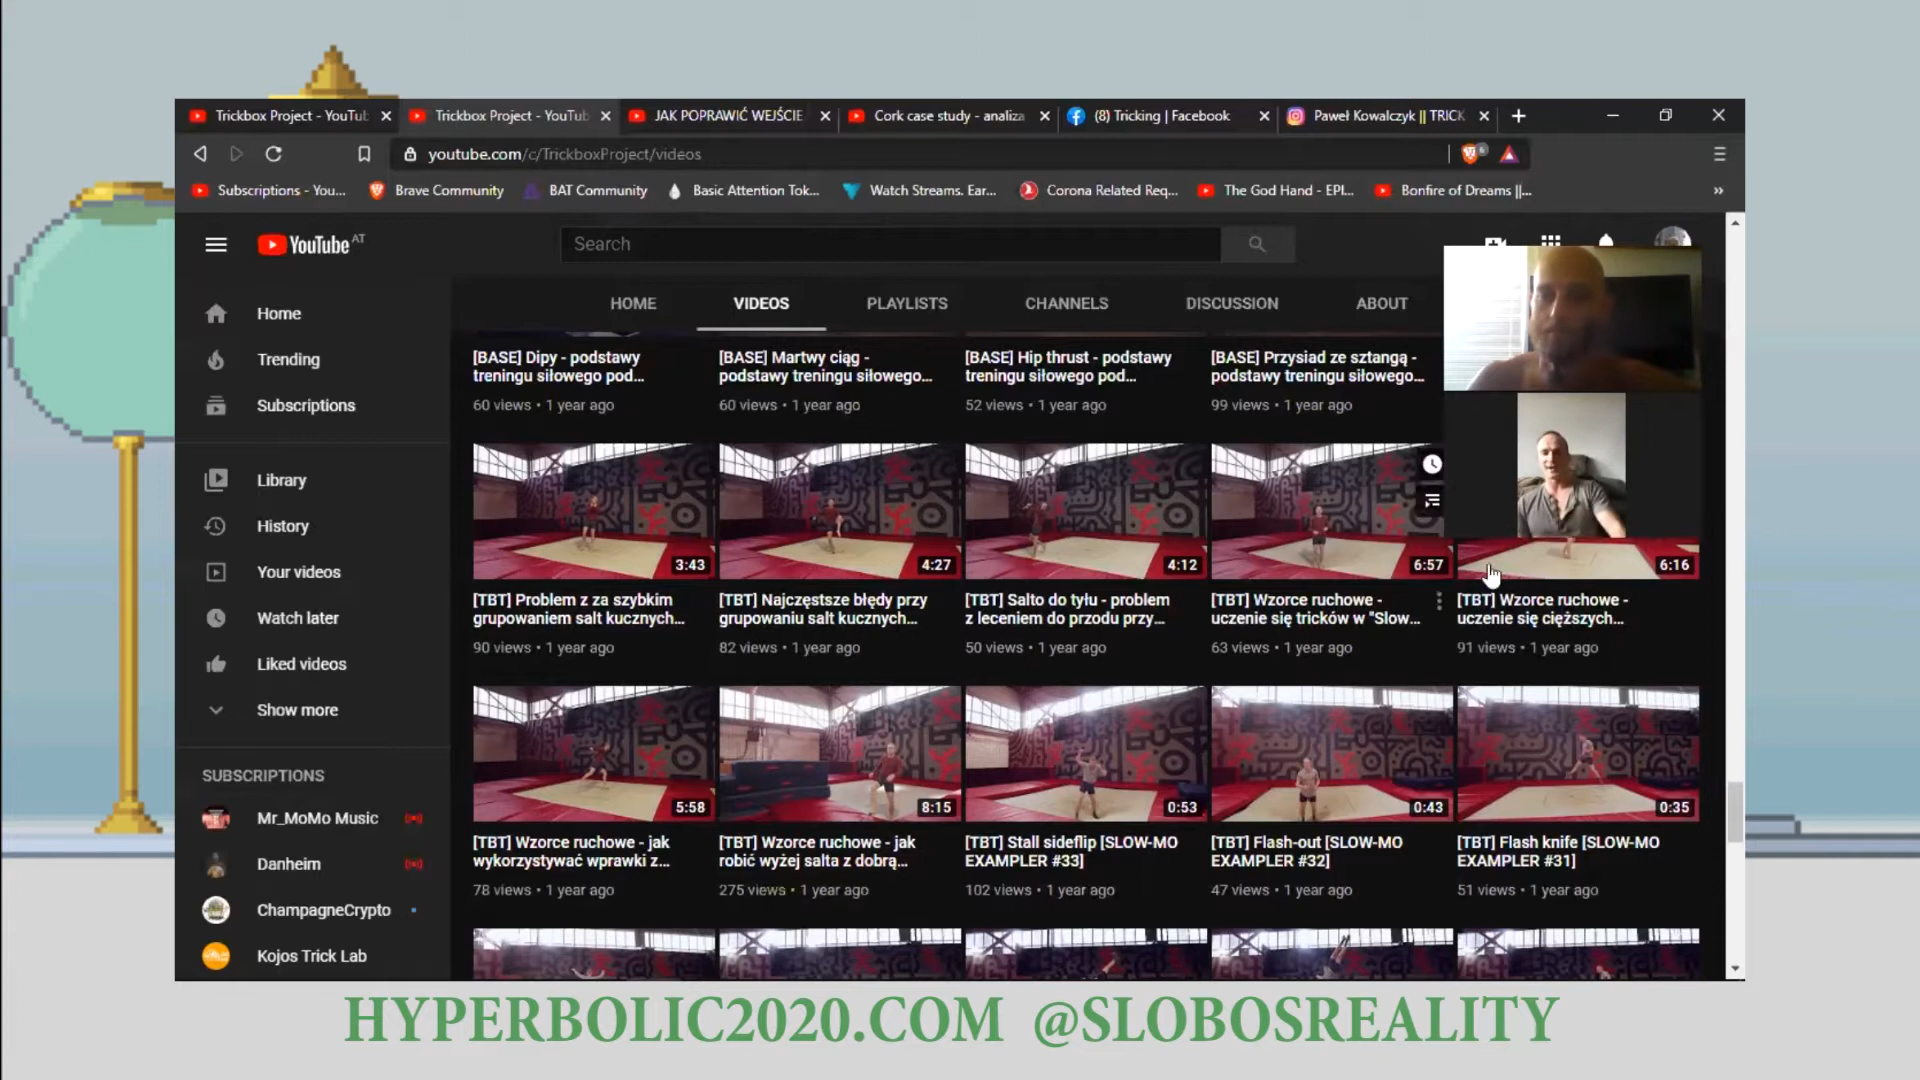 Trickbox Project - YouTub
Trickbox Project - YouTub
JAK POPRAWIĆ WEJŚCIE
Cork case study - analiza
(8) Tricking | Facebook
Paweł Kowalczyk || TRICK
youtube.com/c/TrickboxProject/videos
Subscriptions - You...
Brave Community
BAT Community
Basic Attention Tok...
Watch Streams. Ear...
Corona Related Req...
The God Hand - EPI...
Bonfire of Dreams ||...
YouTube AT
Search
HOME
VIDEOS
PLAYLISTS
CHANNELS
DISCUSSION
ABOUT
Home
Trending
Subscriptions
Library
History
Your videos
Watch later
Liked videos
Show more
SUBSCRIPTIONS
Mr_MoMo Music
Danheim
ChampagneCrypto
Kojos Trick Lab
[BASE] Dipy - podstawy
treningu siłowego pod...
60 views • 1 year ago
[BASE] Martwy ciąg -
podstawy treningu siłowego...
60 views • 1 year ago
[BASE] Hip thrust - podstawy
treningu siłowego pod...
52 views • 1 year ago
[BASE] Przysiad ze sztangą -
podstawy treningu siłowego...
99 views • 1 year ago
3:43
[TBT] Problem z za szybkim
grupowaniem salt kucznych...
90 views • 1 year ago
4:27
[TBT] Najczęstsze błędy przy
grupowaniu salt kucznych...
82 views • 1 year ago
4:12
[TBT] Salto do tyłu - problem
z leceniem do przodu przy...
50 views • 1 year ago
6:57
[TBT] Wzorce ruchowe -
uczenie się tricków w "Slow...
63 views • 1 year ago
6:16
[TBT] Wzorce ruchowe -
uczenie się cięższych...
91 views • 1 year ago
5:58
[TBT] Wzorce ruchowe - jak
wykorzystywać wprawki z...
78 views • 1 year ago
8:15
[TBT] Wzorce ruchowe - jak
robić wyżej salta z dobrą...
275 views • 1 year ago
0:53
[TBT] Stall sideflip [SLOW-MO
EXAMPLER #33]
102 views • 1 year ago
0:43
[TBT] Flash-out [SLOW-MO
EXAMPLER #32]
47 views • 1 year ago
0:35
[TBT] Flash knife [SLOW-MO
EXAMPLER #31]
51 views • 1 year ago
HYPERBOLIC2020.COM @SLOBOSREALITY